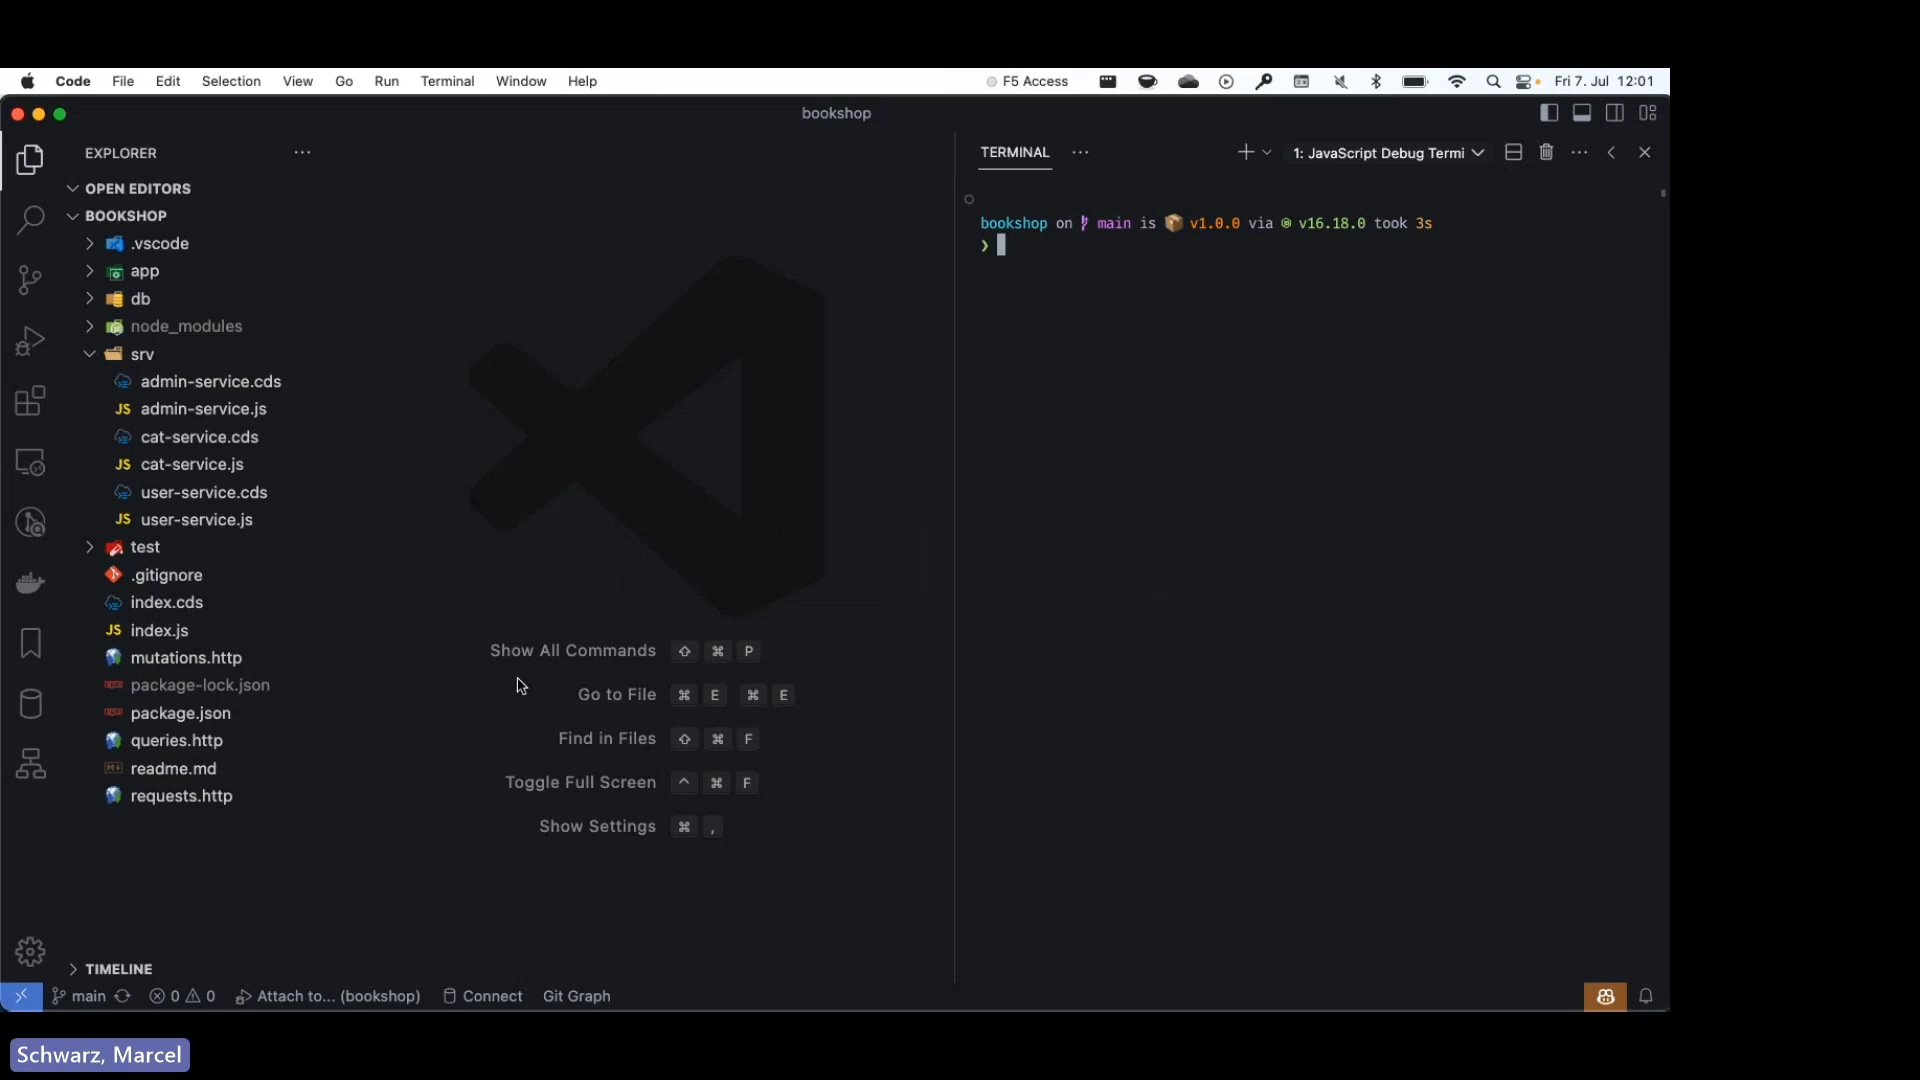 Code File Edit Selection View Go Run Terminal Window Help F5 Access Fri 7. Jul 12:01
bookshop
EXPLORER
OPEN EDITORS
BOOKSHOP
.vscode
app
db
node_modules
srv
admin-service.cds
JS admin-service.js
cat-service.cds
JS cat-service.js
user-service.cds
JS user-service.js
test
.gitignore
index.cds
JS index.js
mutations.http
package-lock.json
package.json
queries.http
readme.md
requests.http
TIMELINE
Show All Commands ⇧ ⌘ P
Go to File ⌘ E ⌘ E
Find in Files ⇧ ⌘ F
Toggle Full Screen ^ ⌘ F
Show Settings ⌘ ,
TERMINAL ··· 1: JavaScript Debug Termi
bookshop on main is 📦 v1.0.0 via v16.18.0 took 3s
❯
main 0 0 Attach to... (bookshop) Connect Git Graph
Schwarz, Marcel